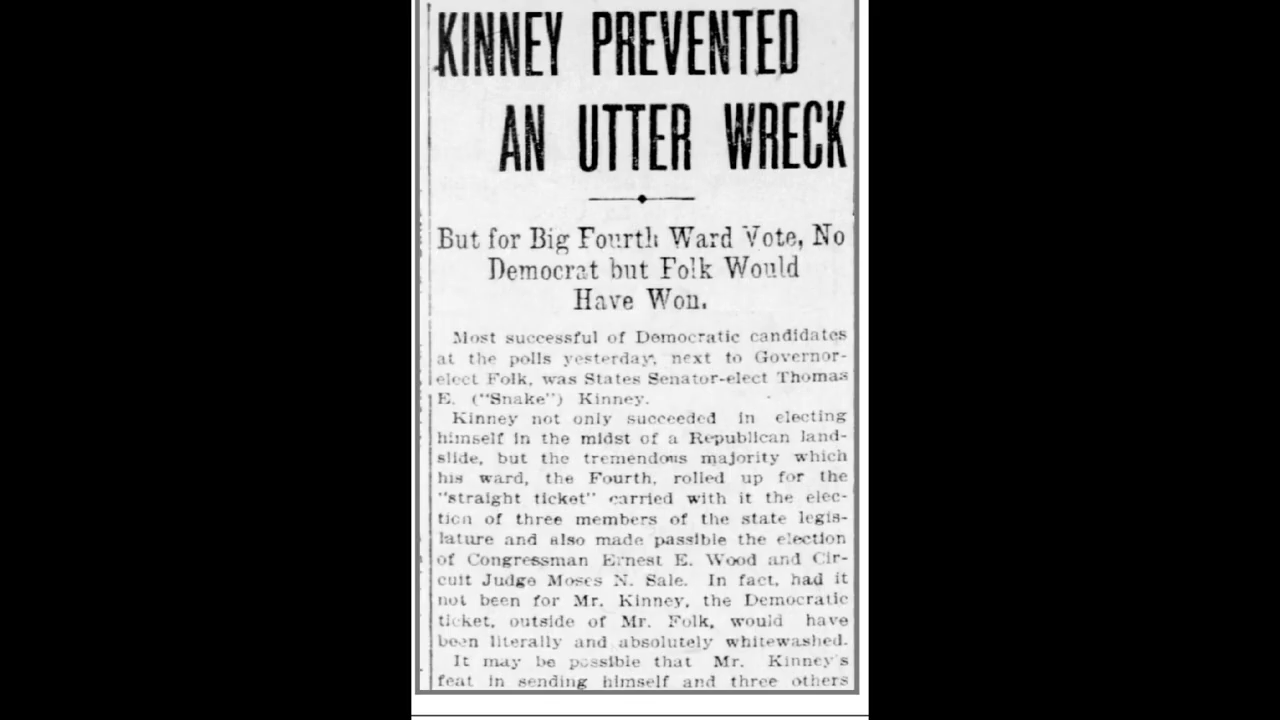 KINNEY PREVENTED
AN UTTER WRECK
But for Big Fourth Ward Vote, No
Democrat but Folk Would
Have Won.
Most successful of Democratic candidates
at the polls yesterday, next to Governor-
elect Folk, was States Senator-elect Thomas
E. ("Snake") Kinney.
Kinney not only succeeded in electing
himself in the midst of a Republican land-
slide, but the tremendous majority which
his ward, the Fourth, rolled up for the
"straight ticket" carried with it the elec-
tion of three members of the state legis-
lature and also made passible the election
of Congressman Ernest E. Wood and Cir-
cuit Judge Moses N. Sale. In fact, had it
not been for Mr. Kinney, the Democratic
ticket, outside of Mr. Folk, would have
been literally and absolutely whitewashed.
It may be possible that Mr. Kinney's
feat in sending himself and three others